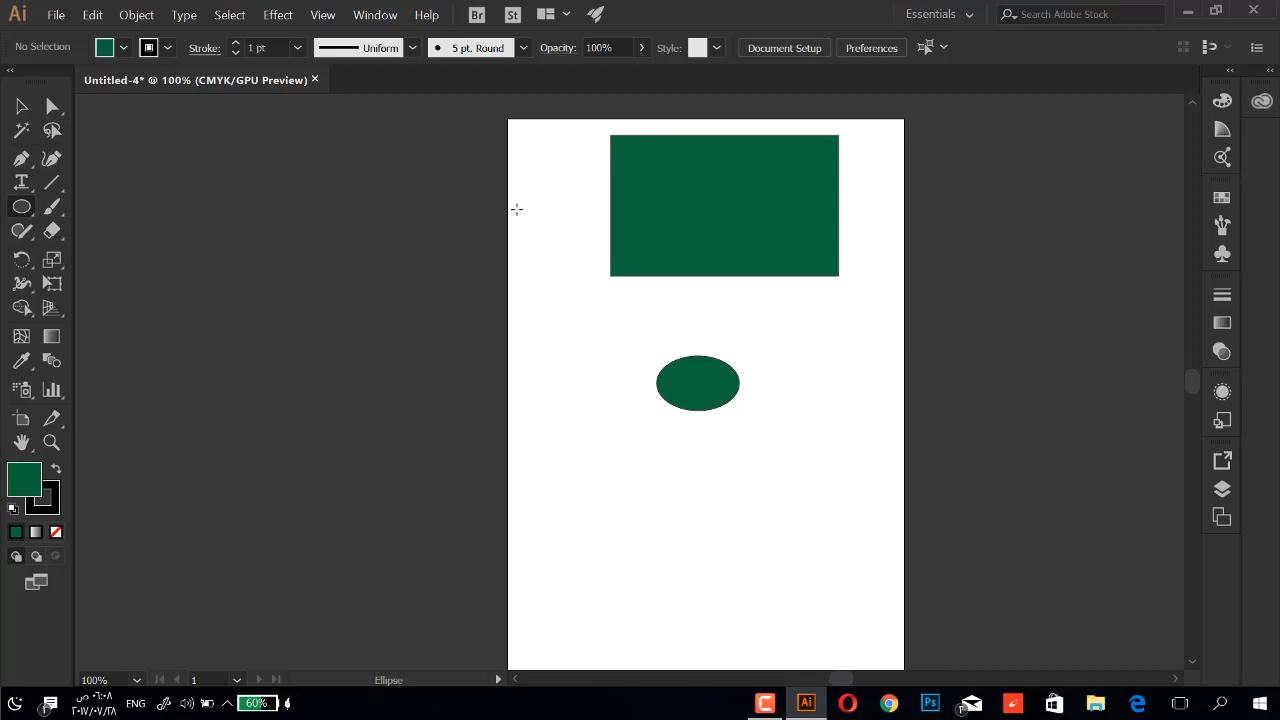 Ai File Edit Object Type Select Effect View Window Help Br St Essentials Search Adobe Stock
No Selection Stroke: 1 pt Uniform 5 pt. Round Opacity: 100% Style: Document Setup Preferences
Untitled-4* @ 100% (CMYK/GPU Preview)
100% 1 Ellipse
ENG 60% Ai Ps